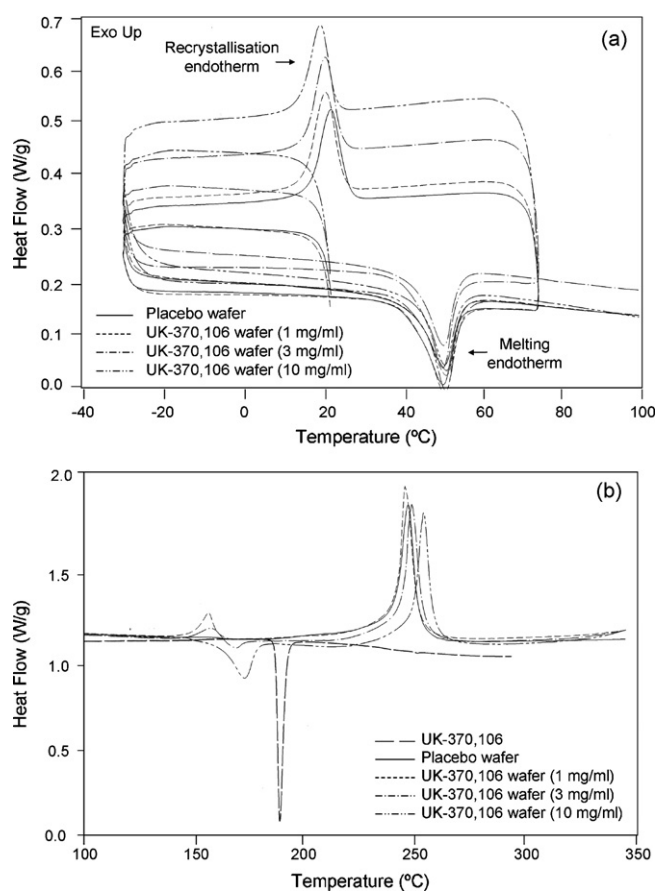 0.7
Exo Up
(a)
Recrystallisation
endotherm
0.6
0.5
0.4
Heat Flow (W/g)
0.3
0.2
Placebo wafer
0.1
UK-370,106 wafer (1 mg/ml)
UK-370,106 wafer (3 mg/ml)
UK-370,106 wafer (10 mg/ml)
Melting
endotherm
0.0
-40 -20 0 20 40 60 80 100
Temperature (ºC)
2.0
(b)
1.5
Heat Flow (W/g)
1.0
UK-370,106
Placebo wafer
1.0
UK-370,106 wafer (1 mg/ml)
UK-370,106 wafer (3 mg/ml)
UK-370,106 wafer (10 mg/ml)
0.0
100 150 200 250 300 350
Temperature (ºC)